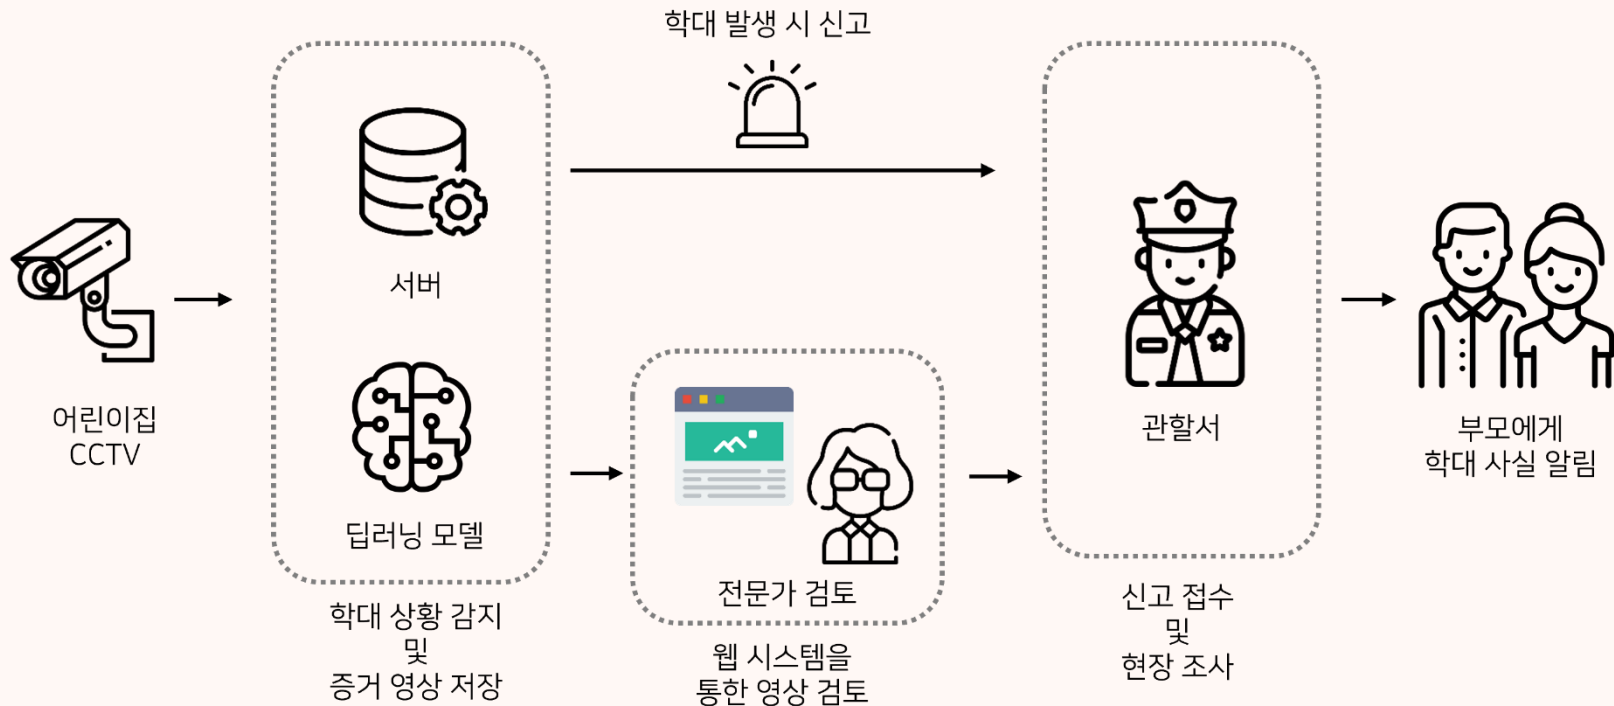 학대 발생 시 신고
서버
딥러닝 모델
어린이집
CCTV
학대 상황 감지
및
증거 영상 저장
전문가 검토
웹 시스템을
통한 영상 검토
관할서
신고 접수
및
현장 조사
부모에게
학대 사실 알림